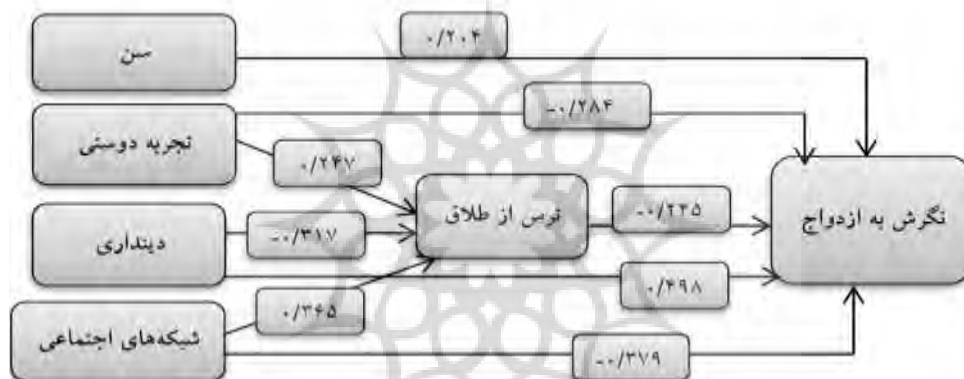 سن
۰/۲۰۴
تجربه دوستی
-۰/۲۸۴
۰/۲۴۷
ترس از طلاق
-۰/۲۲۵
نگرش به ازدواج
دینداری
-۰/۳۱۷
۰/۴۹۸
۰/۳۶۵
شبکه‌های اجتماعی
-۰/۳۷۹